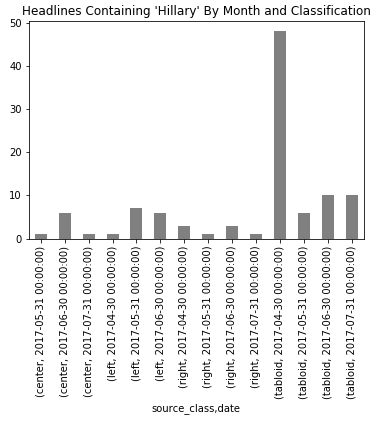 Headlines Containing 'Hillary' By Month and Classification
50
40
30
20
10
0
(center, 2017-05-31 00:00:00)
(center, 2017-06-30 00:00:00)
(center, 2017-07-31 00:00:00)
(left, 2017-04-30 00:00:00)
(left, 2017-05-31 00:00:00)
(left, 2017-06-30 00:00:00)
(right, 2017-04-30 00:00:00)
(right, 2017-05-31 00:00:00)
(right, 2017-06-30 00:00:00)
(right, 2017-07-31 00:00:00)
(tabloid, 2017-04-30 00:00:00)
(tabloid, 2017-05-31 00:00:00)
(tabloid, 2017-06-30 00:00:00)
(tabloid, 2017-07-31 00:00:00)
source_class,date